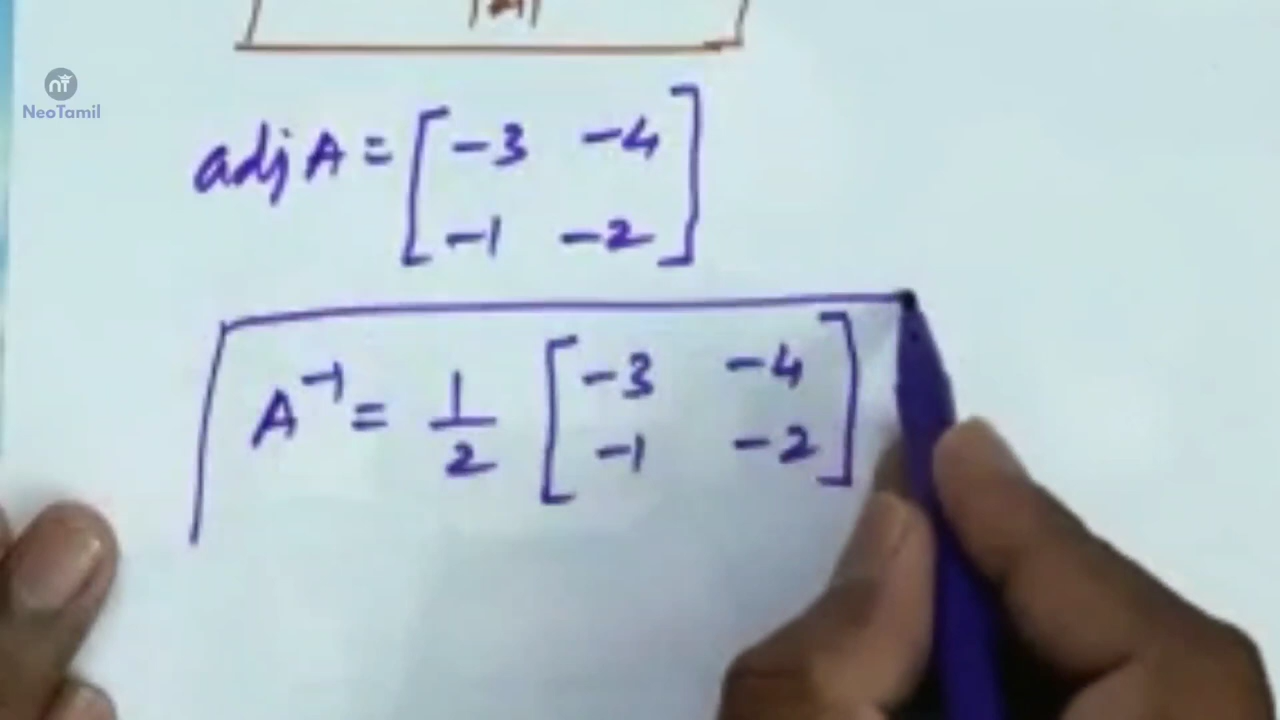 |A|
NeoTamil
adj A = [ -3 -4
-1 -2 ]
A⁻¹ = 1/2 [ -3 -4
-1 -2 ]